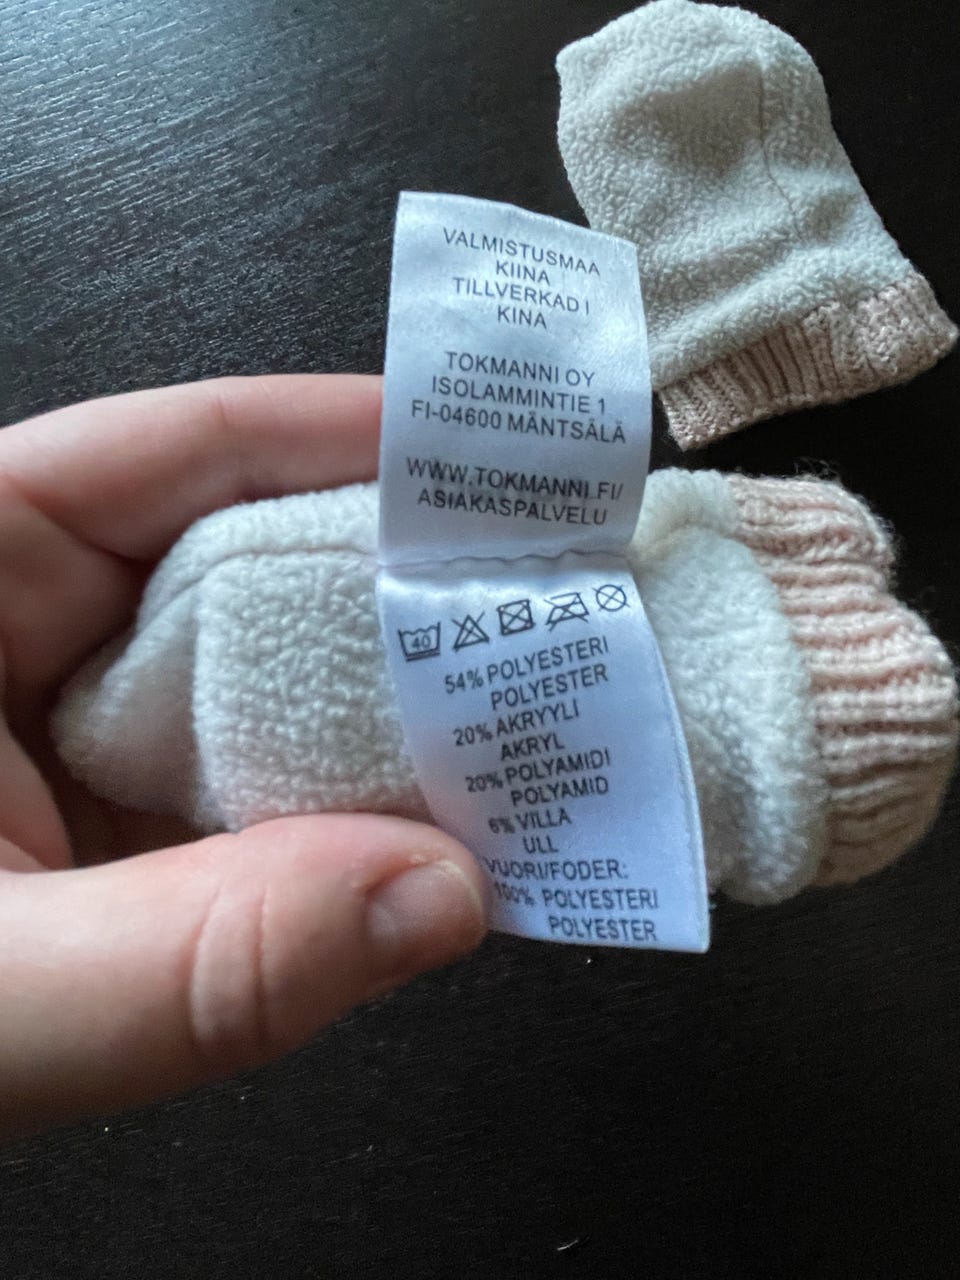 VALMISTUSMAA
KIINA
TILLVERKAD I
KINA
TOKMANNI OY
ISOLAMMINTIE 1
FI-04600 MÄNTSÄLÄ
WWW.TOKMANNI.FI/
ASIAKASPALVELU
40
54% POLYESTERI
POLYESTER
20% AKRYYLI
AKRYL
20% POLYAMIDI
POLYAMID
6% VILLA
ULL
VUORI/FODER:
100% POLYESTERI
POLYESTER